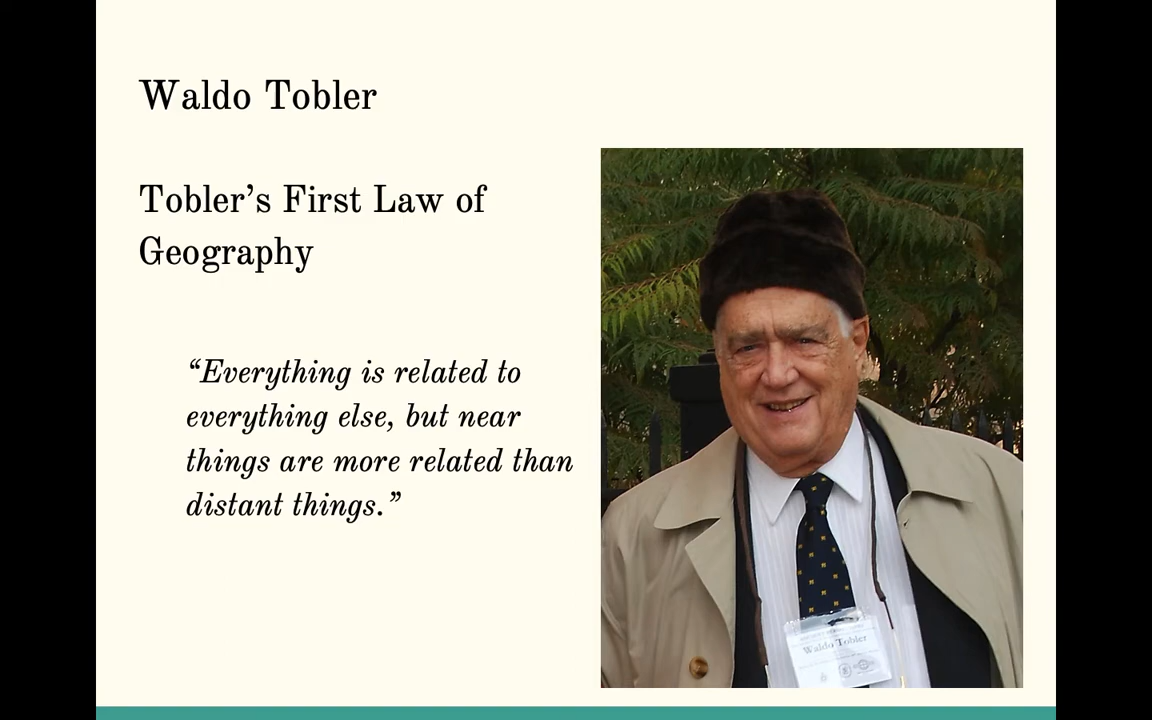 Waldo Tobler
Tobler’s First Law of
Geography
“Everything is related to
everything else, but near
things are more related than
distant things.”
Waldo Tobler